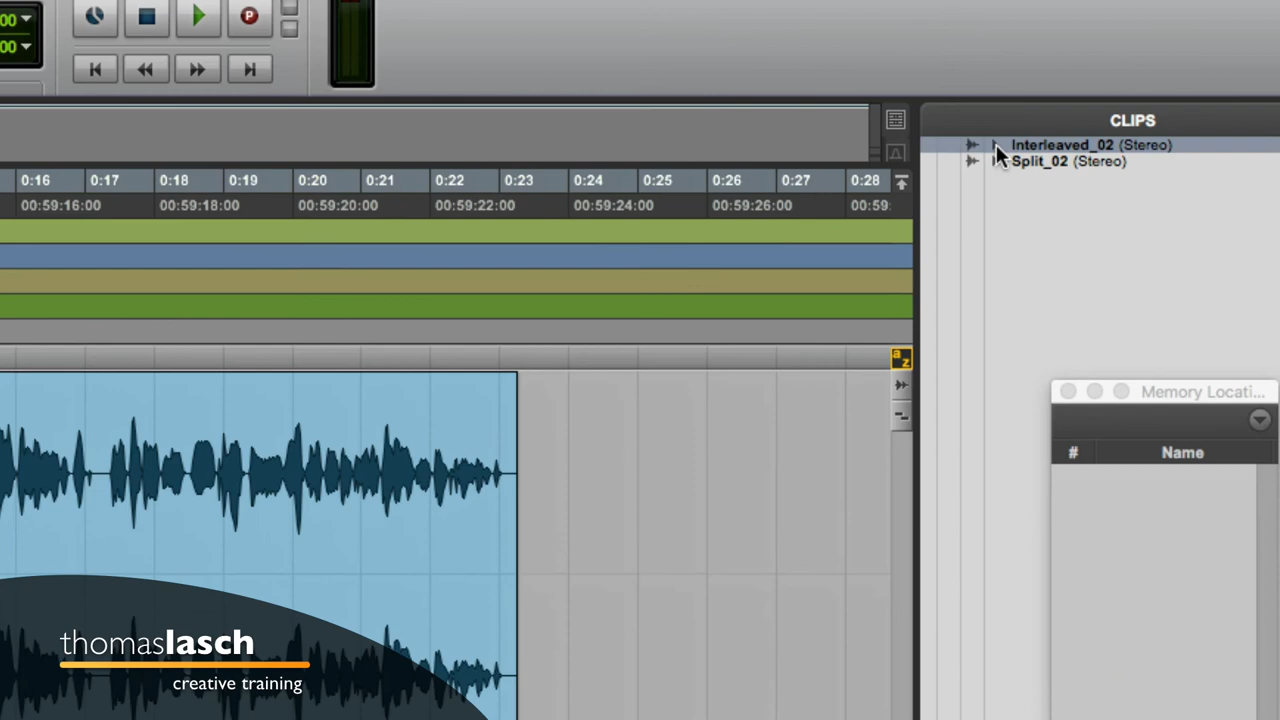 00
00
P
CLIPS
Interleaved_02 (Stereo)
Split_02 (Stereo)
0:16 0:17 0:18 0:19 0:20 0:21 0:22 0:23 0:24 0:25 0:26 0:27 0:28
00:59:16:00 00:59:18:00 00:59:20:00 00:59:22:00 00:59:24:00 00:59:26:00 00:59:
a z
Memory Locati...
# Name
thomaslasch
creative training